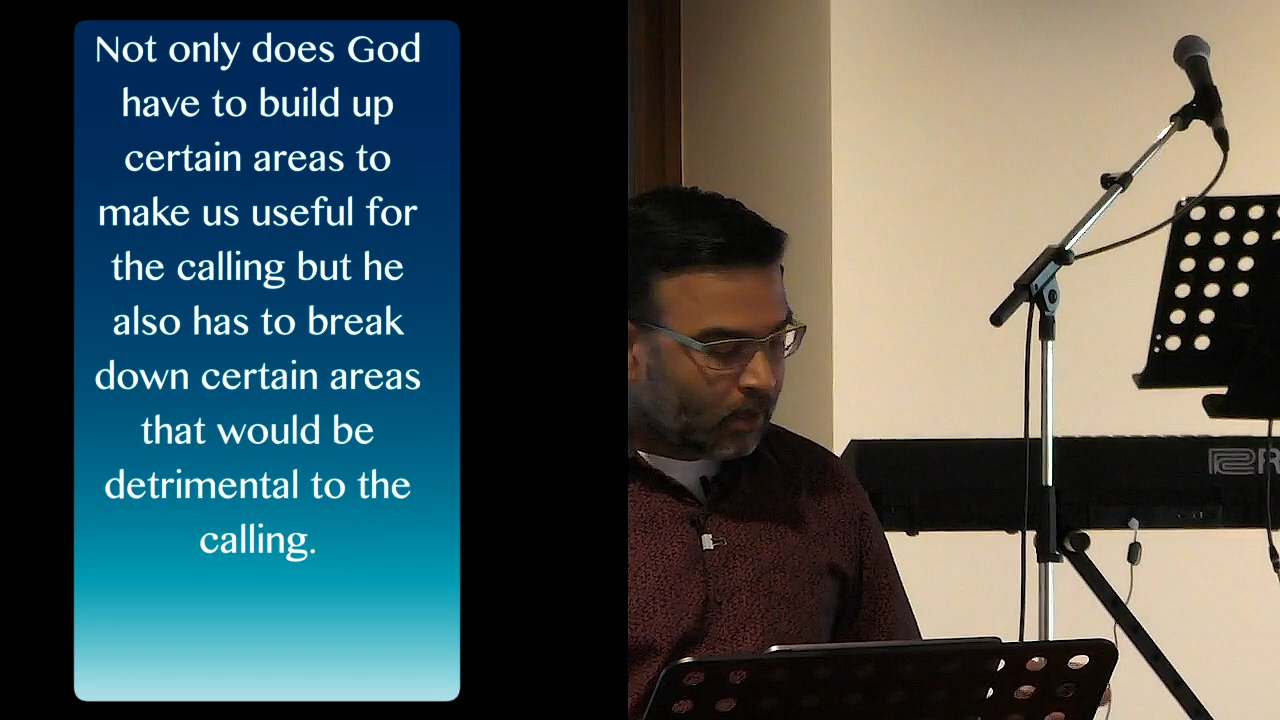 Not only does God
have to build up
certain areas to
make us useful for
the calling but he
also has to break
down certain areas
that would be
detrimental to the
calling.